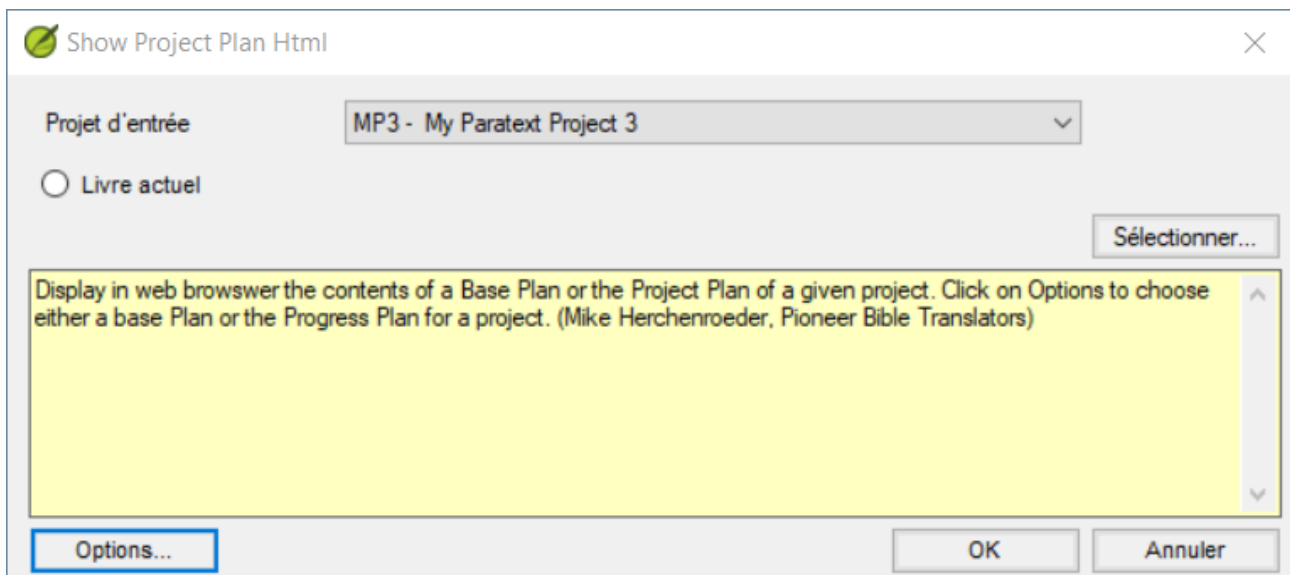 Show Project Plan Html
Projet d'entrée
MP3 - My Paratext Project 3
Livre actuel
Sélectionner...
Display in web browswer the contents of a Base Plan or the Project Plan of a given project. Click on Options to choose
either a base Plan or the Progress Plan for a project. (Mike Herchenroeder, Pioneer Bible Translators)
Options...
OK
Annuler